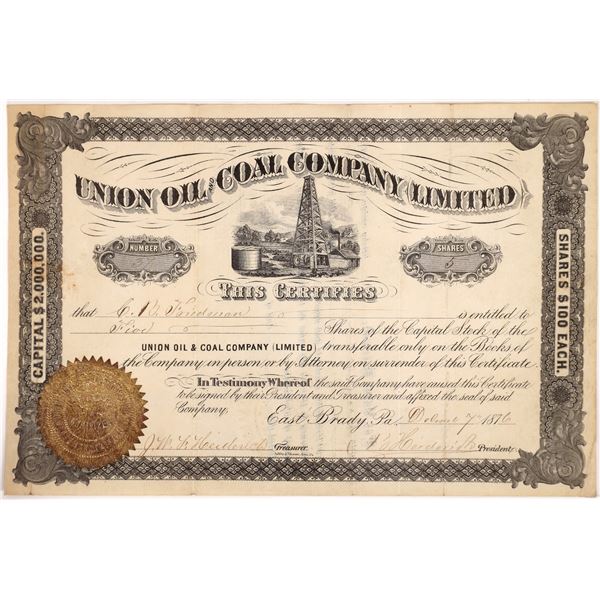 UNION OIL AND COAL COMPANY LIMITED
NUMBER
SHARES
THIS CERTIFIES
that C. is entitled to
Five Shares of the Capital Stock of the
UNION OIL & COAL COMPANY (LIMITED) transferable only on the Books of
the Company in person or by Attorney on surrender of this Certificate.
In Testimony Whereof the said Company have caused this Certificate
to be signed by their President and Treasurer and affixed the seal of said
Company,
East Brady, Pa. 7 1876
Treasurer.
President
CAPITAL $2,000,000.
SHARES $100 EACH.